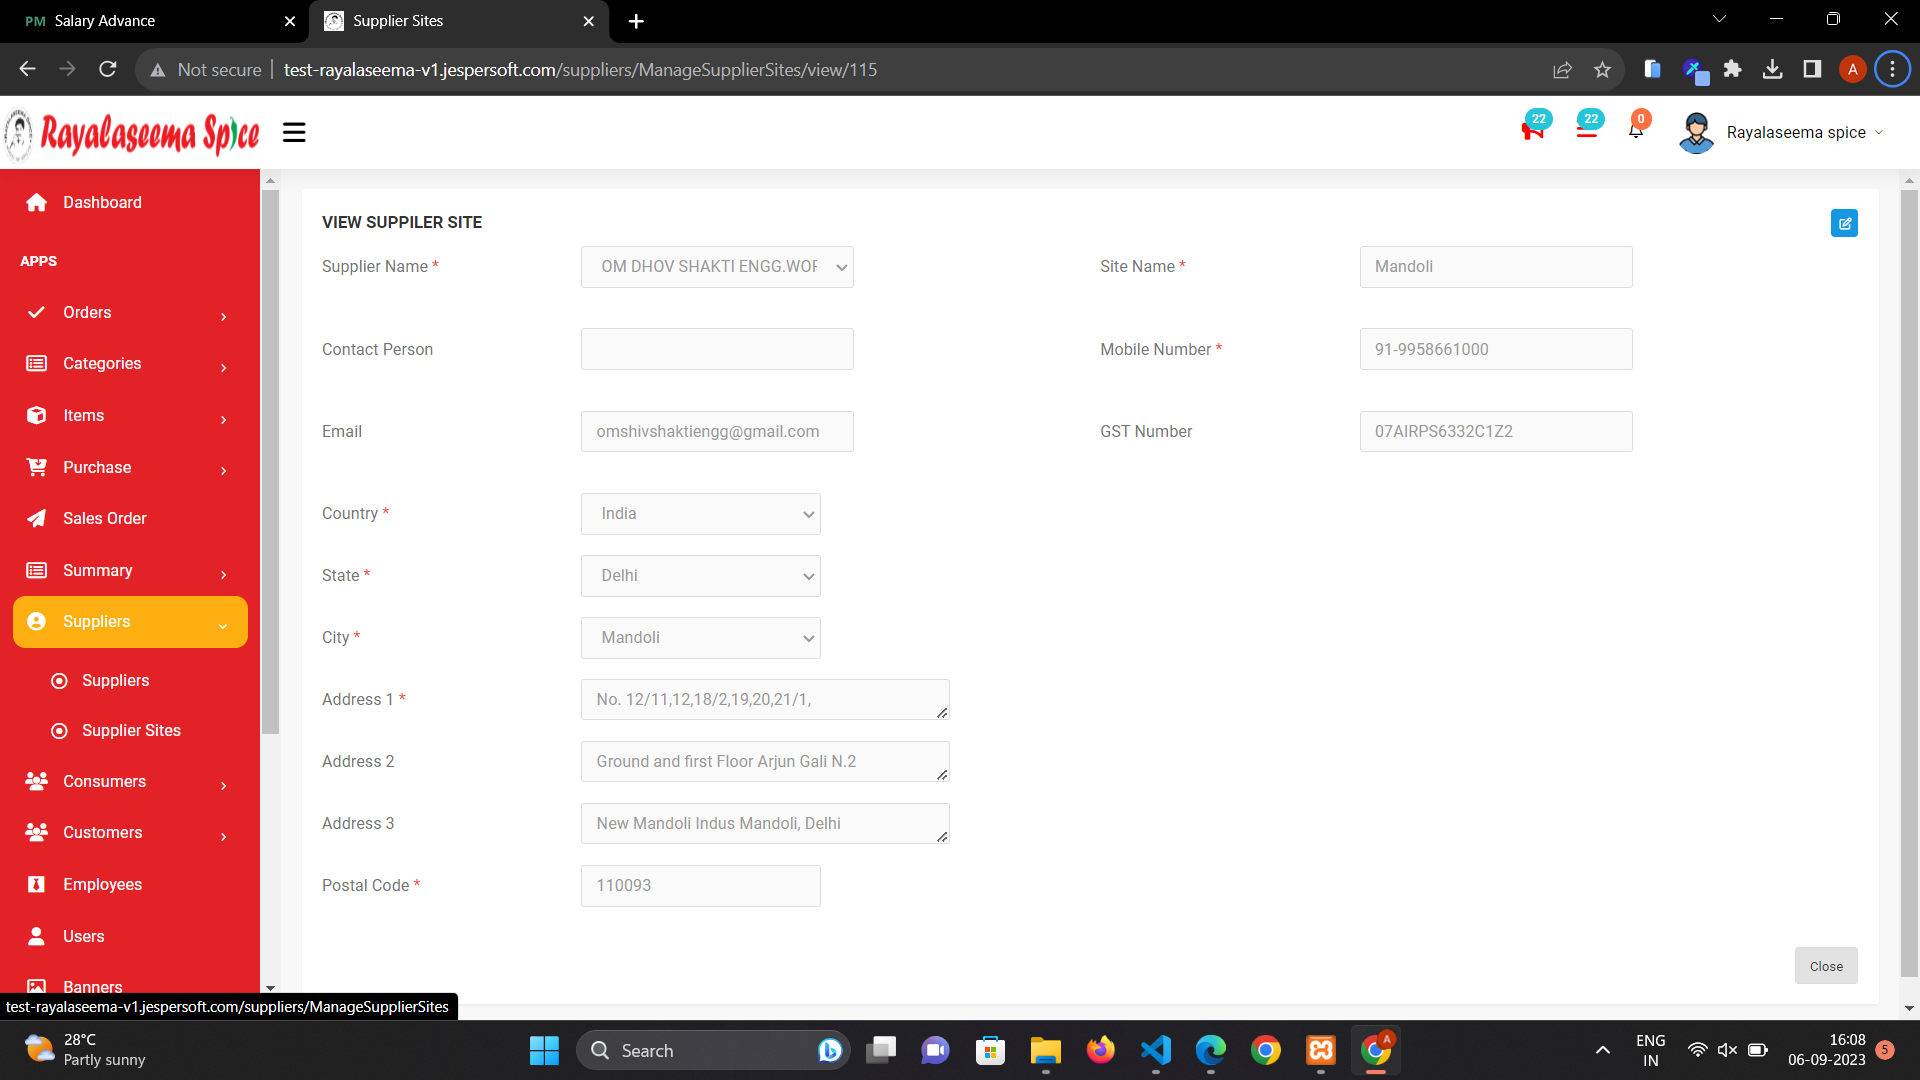 PM Salary Advance
Supplier Sites
Not secure test-rayalaseema-v1.jespersoft.com/suppliers/ManageSupplierSites/view/115
A
Rayalaseema Spice
22
22
0
Rayalaseema spice
Dashboard
APPS
Orders
Categories
Items
Purchase
Sales Order
Summary
Suppliers
Suppliers
Supplier Sites
Consumers
Customers
Employees
Users
Banners
VIEW SUPPILER SITE
Supplier Name * OM DHOV SHAKTI ENGG.WOR
Site Name * Mandoli
Contact Person
Mobile Number * 91-9958661000
Email omshivshaktiengg@gmail.com
GST Number 07AIRPS6332C1Z2
Country * India
State * Delhi
City * Mandoli
Address 1 * No. 12/11,12,18/2,19,20,21/1,
Address 2 Ground and first Floor Arjun Gali N.2
Address 3 New Mandoli Indus Mandoli, Delhi
Postal Code * 110093
Close
test-rayalaseema-v1.jespersoft.com/suppliers/ManageSupplierSites
28°C
Partly sunny
Search
A
ENG
IN
16:08
06-09-2023
5